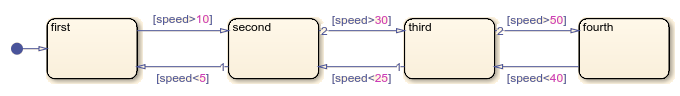 [speed>10] [speed>30] [speed>50]
first second third fourth
2 2
1 1
[speed<5] [speed<25] [speed<40]